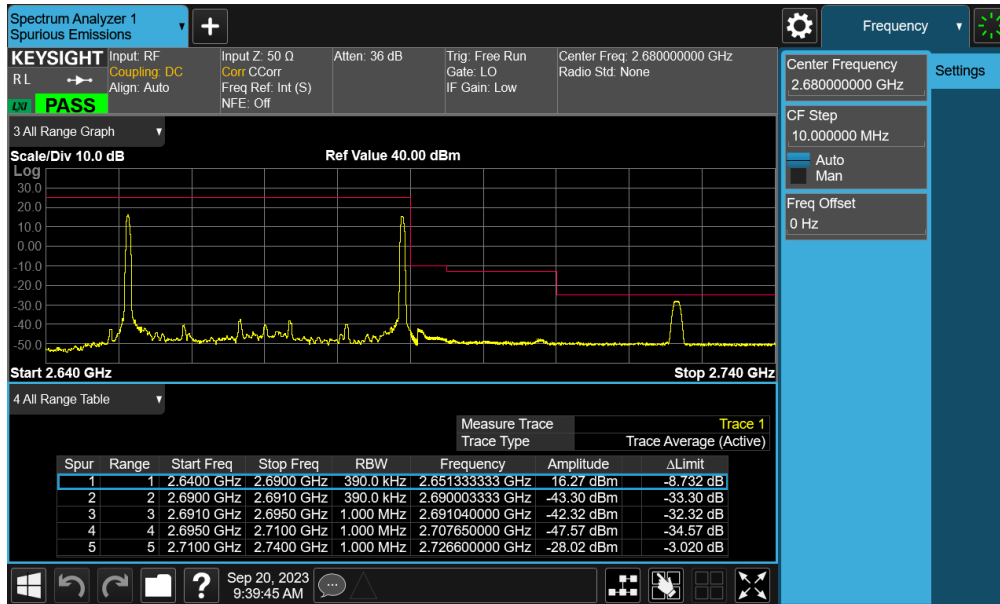 Spectrum Analyzer 1
Spurious Emissions
+
Frequency
KEYSIGHT
R L
LXI PASS
Input: RF
Coupling: DC
Align: Auto
Input Z: 50 Ω
Corr CCorr
Freq Ref: Int (S)
NFE: Off
Atten: 36 dB
Trig: Free Run
Gate: LO
IF Gain: Low
Center Freq: 2.680000000 GHz
Radio Std: None
Center Frequency
2.680000000 GHz
Settings
CF Step
10.000000 MHz
Auto
Man
Freq Offset
0 Hz
3 All Range Graph
Scale/Div 10.0 dB
Ref Value 40.00 dBm
Log
30.0
20.0
10.0
0.00
-10.0
-20.0
-30.0
-40.0
-50.0
Start 2.640 GHz
Stop 2.740 GHz
4 All Range Table
Measure Trace Trace 1
Trace Type Trace Average (Active)
Spur Range Start Freq Stop Freq RBW Frequency Amplitude ΔLimit
1 1 2.6400 GHz 2.6900 GHz 390.0 kHz 2.651333333 GHz 16.27 dBm -8.732 dB
2 2 2.6900 GHz 2.6910 GHz 390.0 kHz 2.690003333 GHz -43.30 dBm -33.30 dB
3 3 2.6910 GHz 2.6950 GHz 1.000 MHz 2.691040000 GHz -42.32 dBm -32.32 dB
4 4 2.6950 GHz 2.7100 GHz 1.000 MHz 2.707650000 GHz -47.57 dBm -34.57 dB
5 5 2.7100 GHz 2.7400 GHz 1.000 MHz 2.726600000 GHz -28.02 dBm -3.020 dB
?
Sep 20, 2023
9:39:45 AM